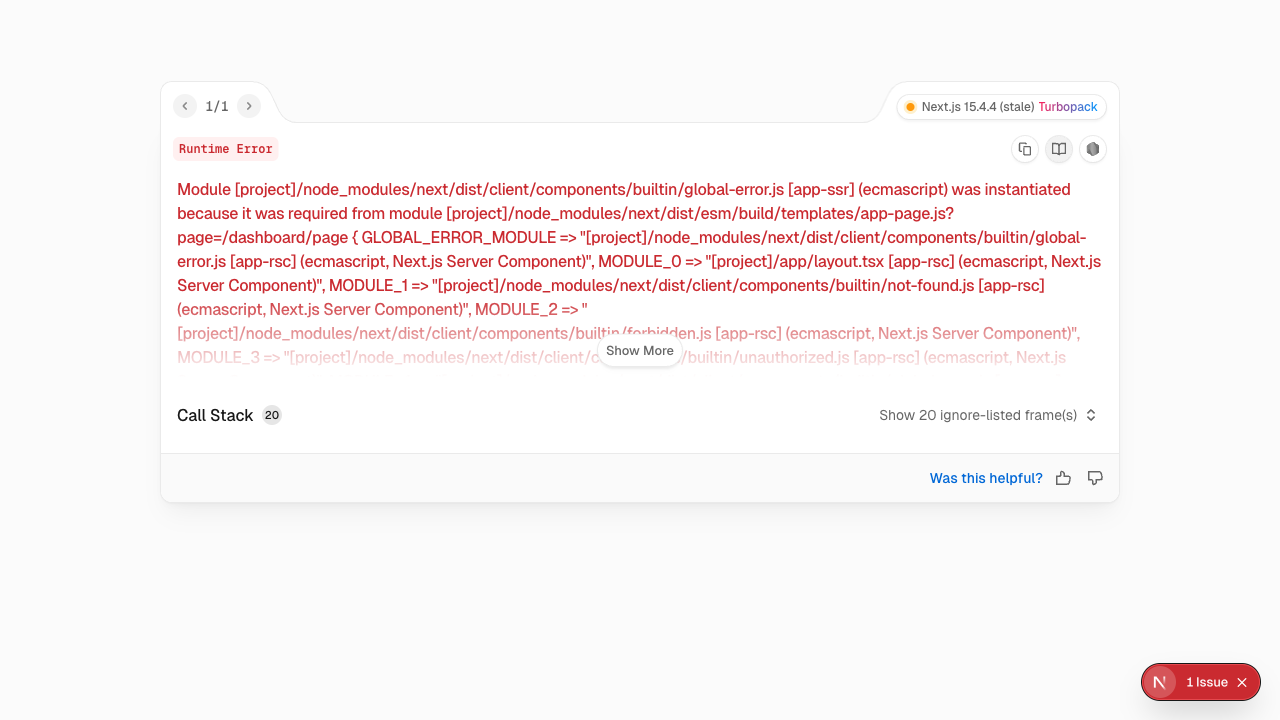 1/1
Next.js 15.4.4 (stale) Turbopack
Runtime Error
Module [project]/node_modules/next/dist/client/components/builtin/global-error.js [app-ssr] (ecmascript) was instantiated
because it was required from module [project]/node_modules/next/dist/esm/build/templates/app-page.js?
page=/dashboard/page { GLOBAL_ERROR_MODULE => "[project]/node_modules/next/dist/client/components/builtin/global-
error.js [app-rsc] (ecmascript, Next.js Server Component)", MODULE_0 => "[project]/app/layout.tsx [app-rsc] (ecmascript, Next.js
Server Component)", MODULE_1 => "[project]/node_modules/next/dist/client/components/builtin/not-found.js [app-rsc]
(ecmascript, Next.js Server Component)", MODULE_2 => "
[project]/node_modules/next/dist/client/components/builtin/forbidden.js [app-rsc] (ecmascript, Next.js Server Component)",
MODULE_3 => "[project]/node_modules/next/dist/client/ /builtin/unauthorized.js [app-rsc] (ecmascript, Next.js
Show More
Call Stack 20
Show 20 ignore-listed frame(s)
Was this helpful?
N
1 Issue